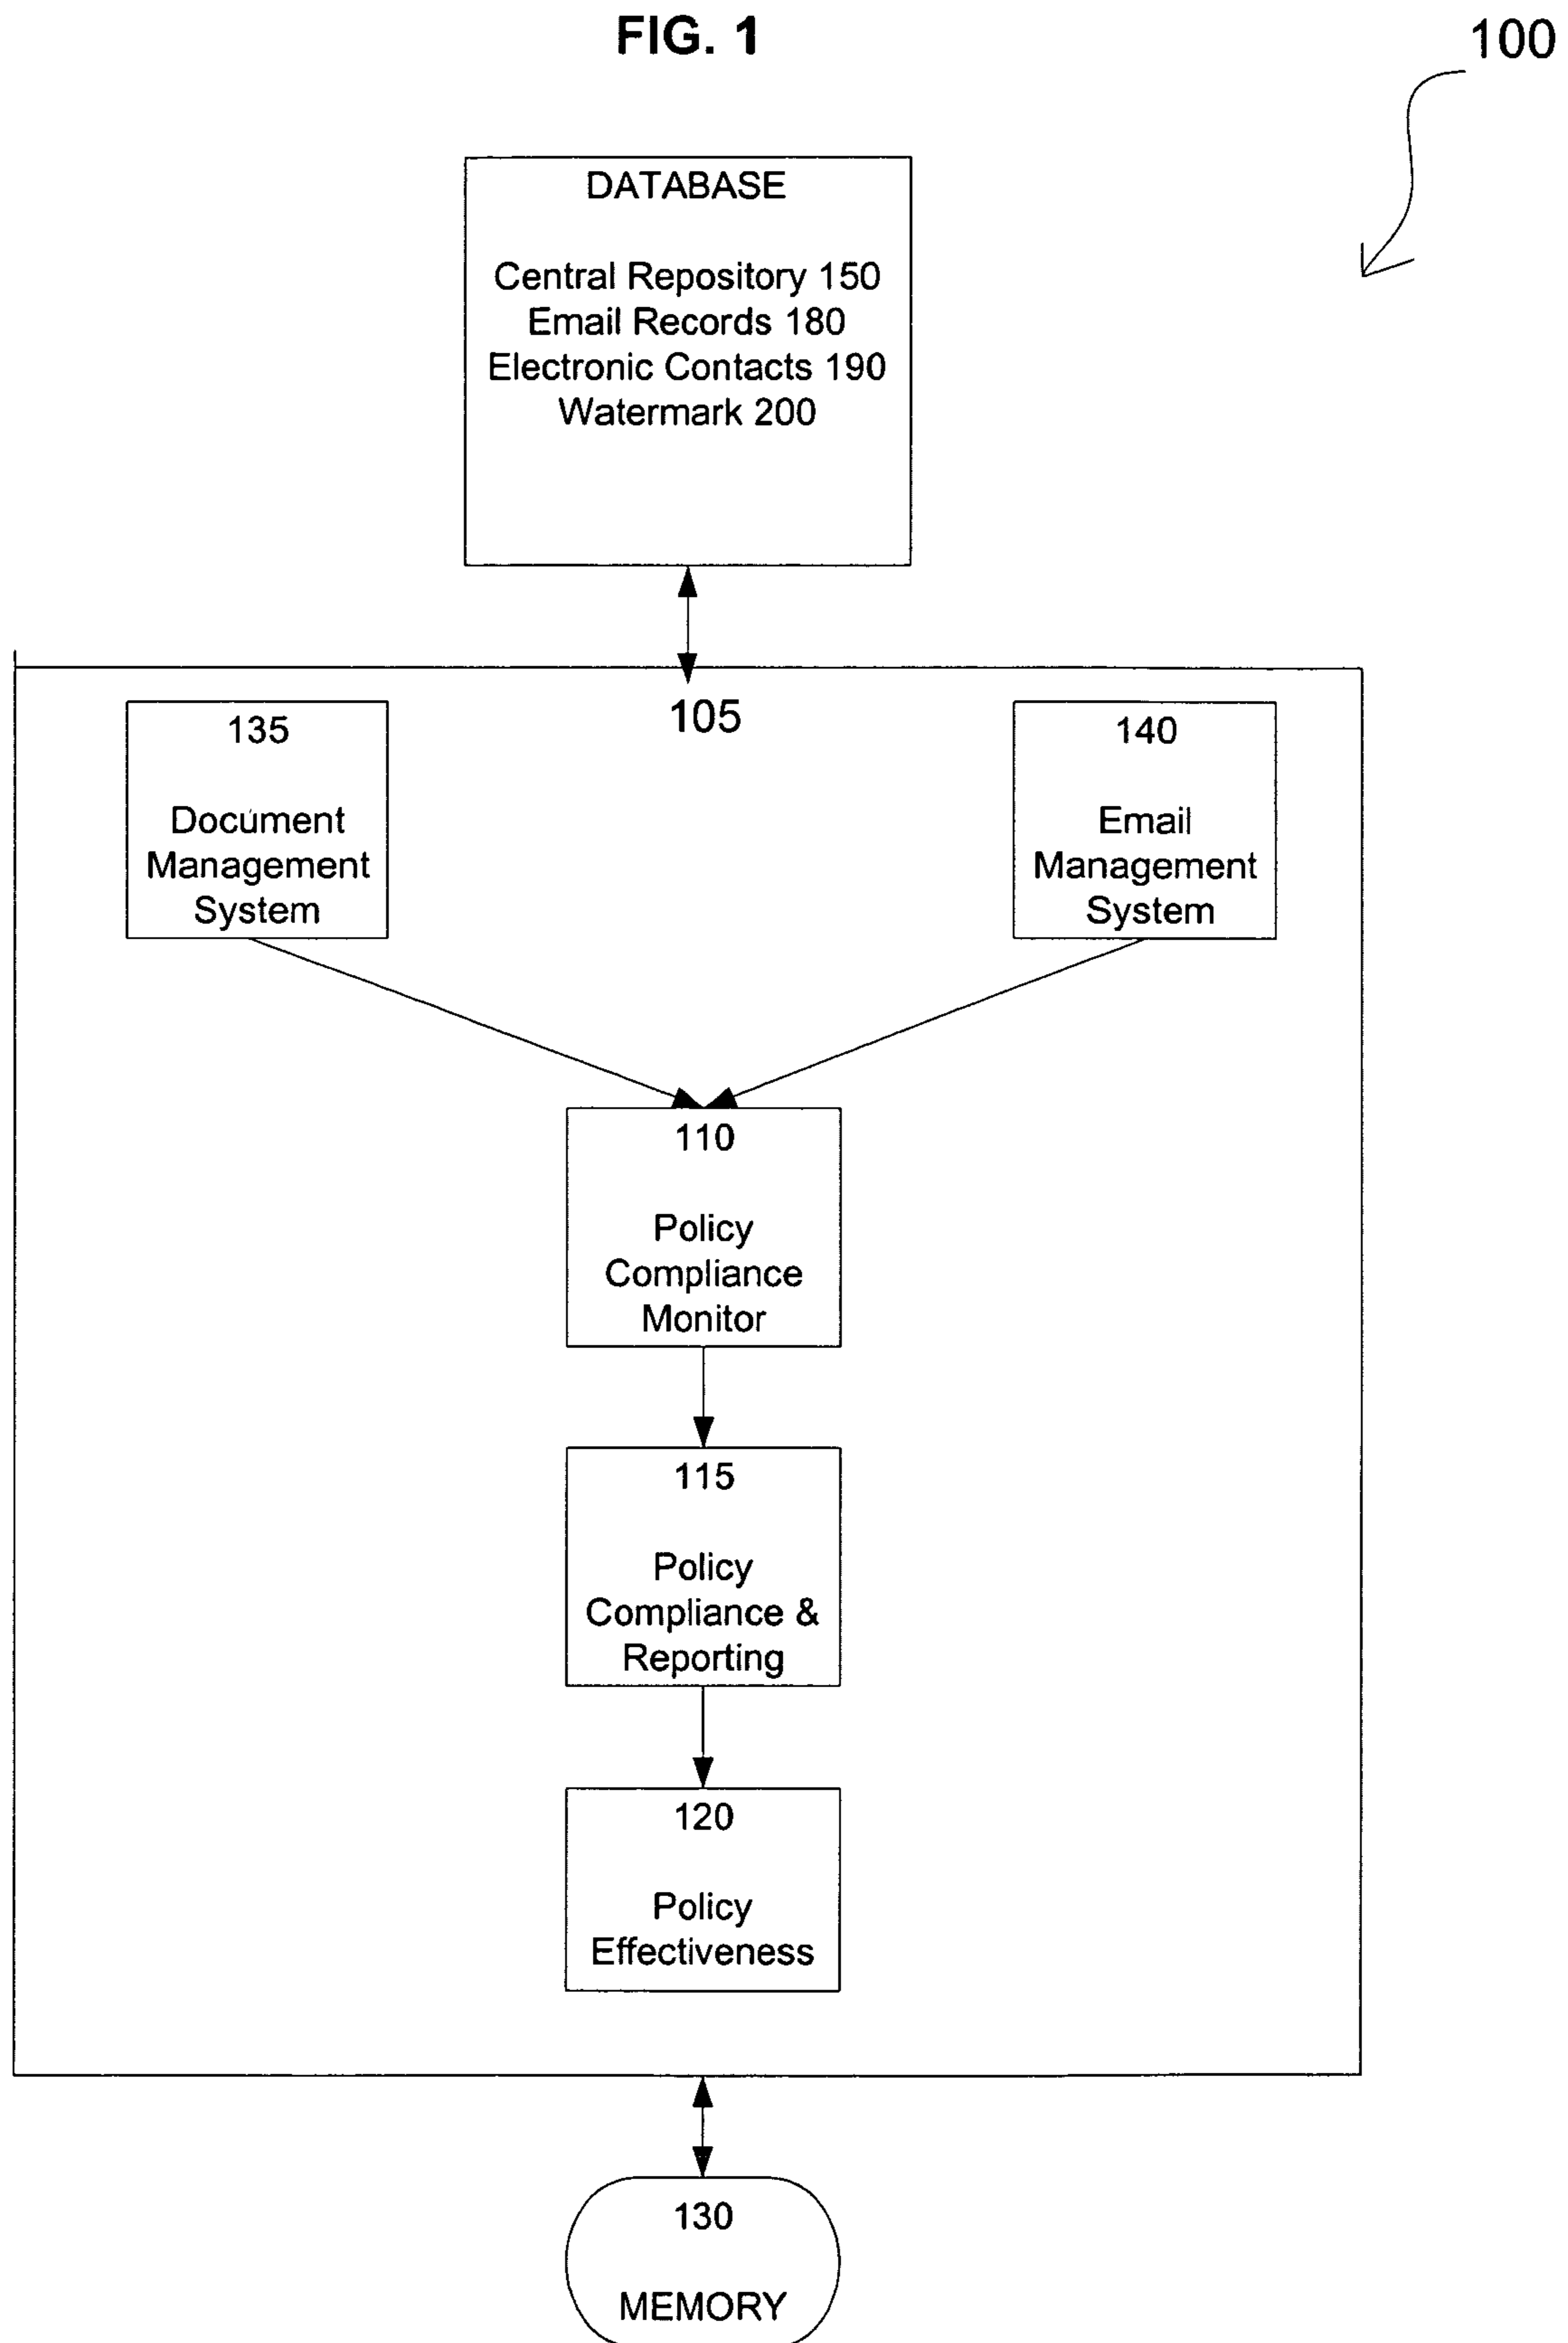 FIG. 1
100
DATABASE
Central Repository 150
Email Records 180
Electronic Contacts 190
Watermark 200
105
135
Document
Management
System
140
Email
Management
System
110
Policy
Compliance
Monitor
115
Policy
Compliance &
Reporting
120
Policy
Effectiveness
130
MEMORY